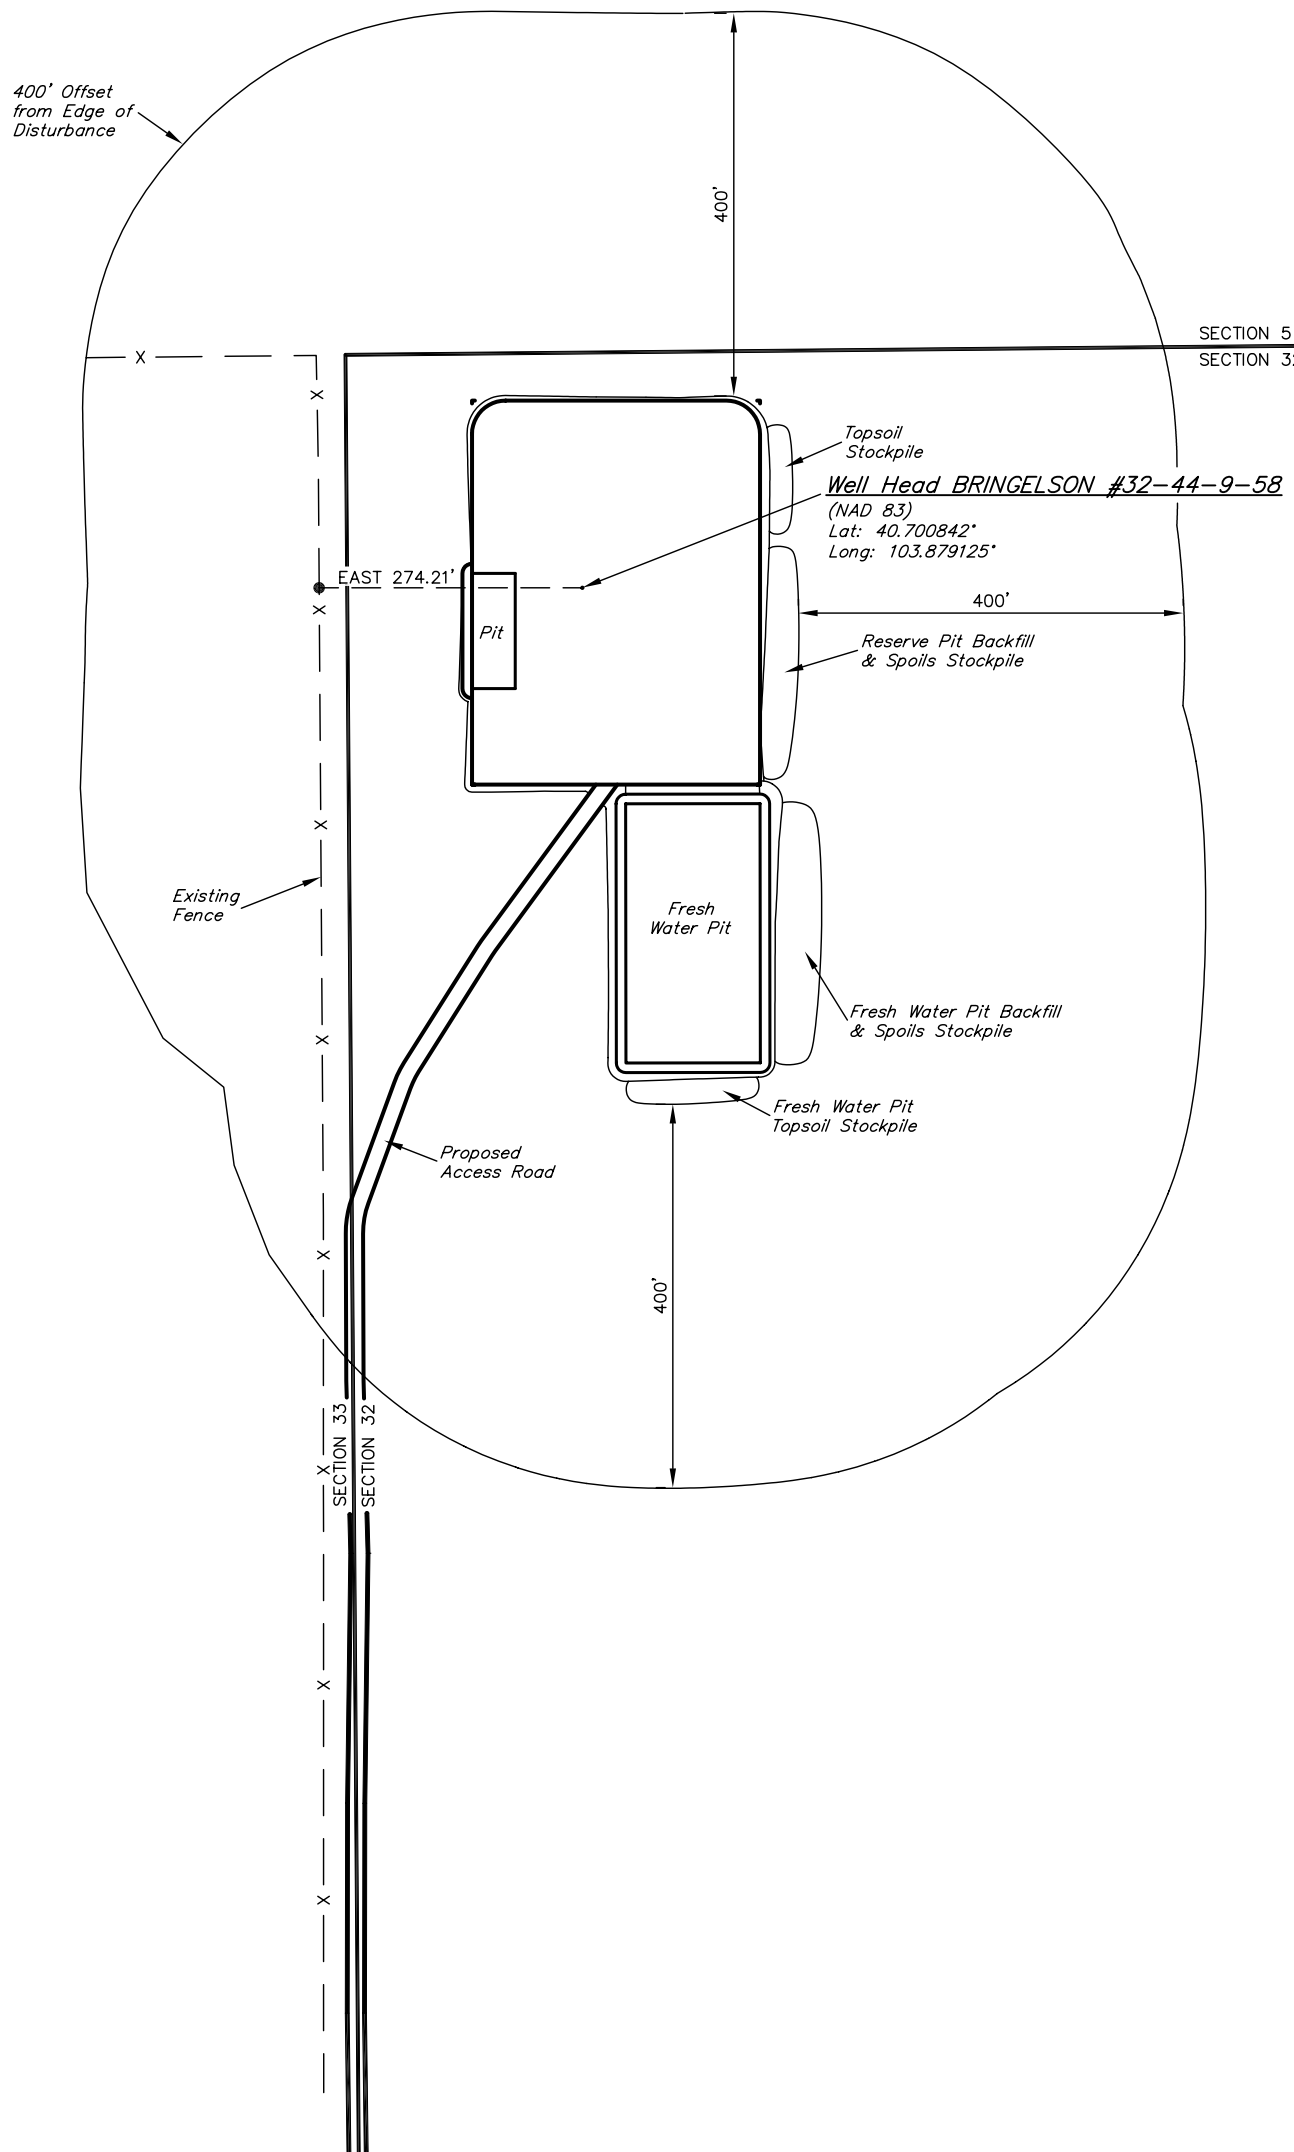 400' Offset
from Edge of
Disturbance
400'
SECTION 5
X
X
Topsoil
Stockpile
Well Head BRINGELSON #32-44-9-58
(NAD 83)
Lat: 40.700842°
Long: 103.879125°
EAST 274.21'
X
400'
Pit
Reserve Pit Backfill
& Spoils Stockpile
X
Existing
Fence
Fresh
Water Pit
X
Fresh Water Pit Backfill
& Spoils Stockpile
Fresh Water Pit
Topsoil Stockpile
Proposed
Access Road
X
400'
SECTION 33
SECTION 32
X
X
X